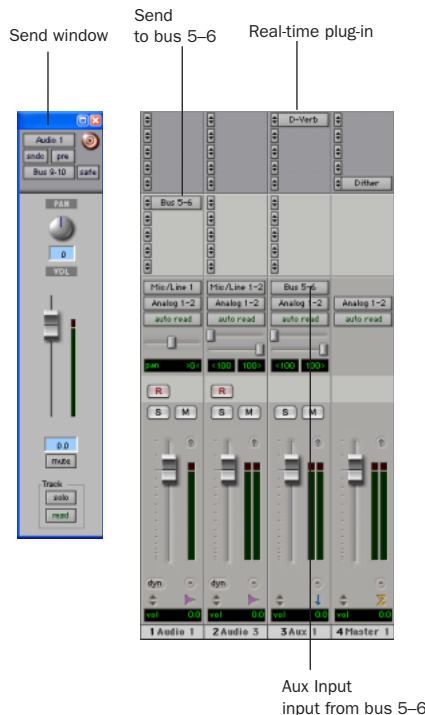 Send window
Send
to bus 5–6
Real-time plug-in
Audio 1
snds pre
Bus 9-10 safe
PAN
0
VOL
0.0
mute
Track
solo
read
D-Verb
Dither
Bus 5-6
Mic/Line 1 Mic/Line 1-2 Bus 5-6
Analog 1-2 Analog 1-2 Analog 1-2 Analog 1-2
auto read auto read auto read auto read
pan >0< <100 100> <100 100>
R R
S M S M S M
dyn dyn
vol 0.0 vol 0.0 vol 0.0 vol 0.0
1 Audio 1 2 Audio 3 3 Aux 1 4 Master 1
Aux Input
input from bus 5–6